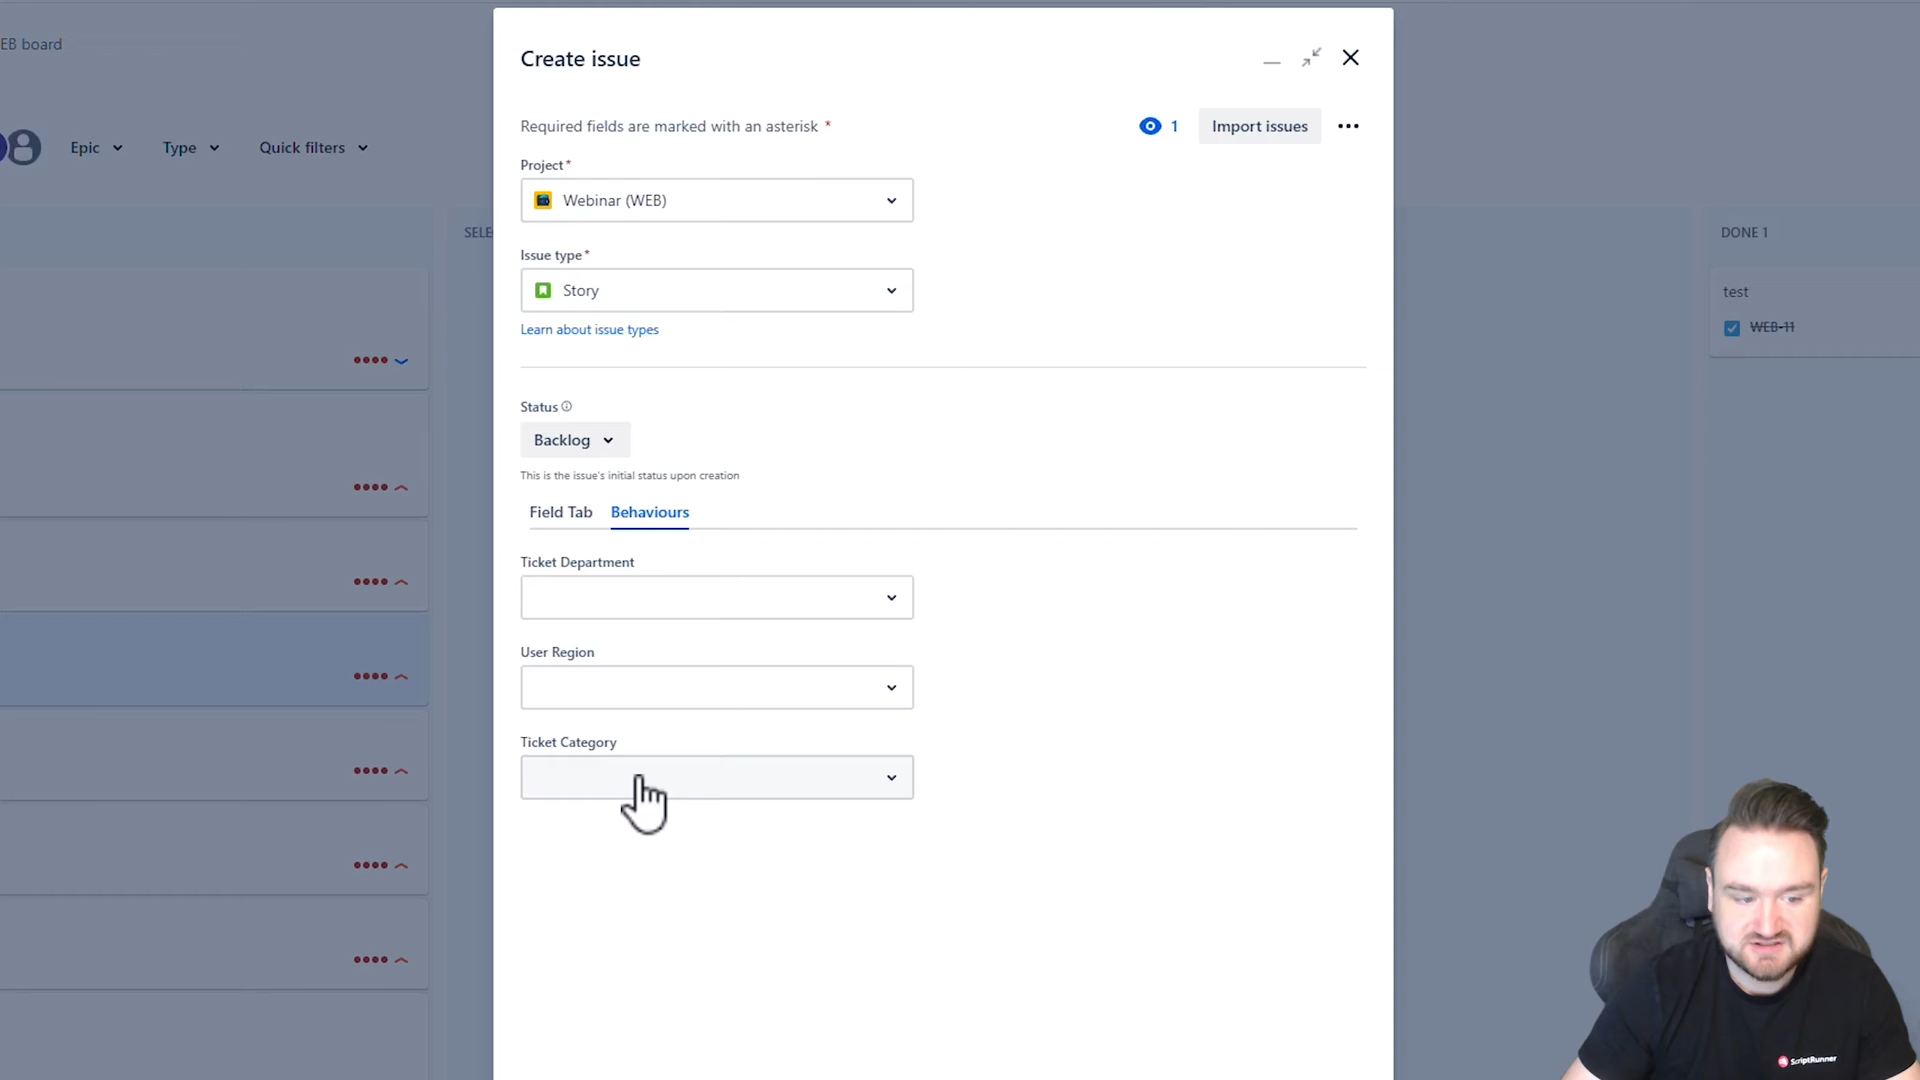 EB board
Create issue
Required fields are marked with an asterisk *
1
Import issues
Project*
Epic
Type
Quick filters
Webinar (WEB)
SELE
DONE 1
Issue type*
Story
test
Learn about issue types
WEB-11
Status
Backlog
This is the issue's initial status upon creation
Field Tab
Behaviours
Ticket Department
User Region
Ticket Category
ScriptRunner